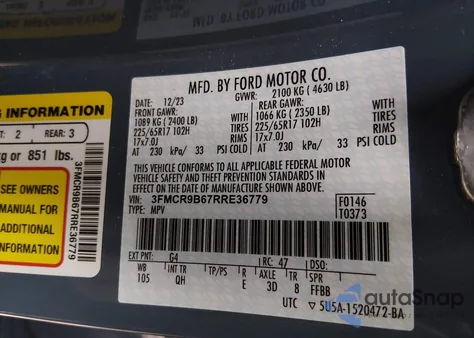 G INFORMATION
T: 2 REAR: 3
kg or 851 lbs.
SEE OWNERS
MANUAL FOR
ADDITIONAL
INFORMATION
3FMCR9B67RRE36779
MFD. BY FORD MOTOR CO.
DATE: 12/23 GVWR: 2100 KG (4630 LB)
FRONT GAWR: REAR GAWR:
1089 KG (2400 LB) WITH 1066 KG (2350 LB) WITH
225/65R17 102H TIRES 225/65R17 102H TIRES
17x7.0J RIMS 17x7.0J RIMS
AT 230 kPa/ 33 PSI COLD AT 230 kPa/ 33 PSI COLD
THIS VEHICLE CONFORMS TO ALL APPLICABLE FEDERAL MOTOR
VEHICLE SAFETY AND THEFT PREVENTION STANDARDS IN EFFECT
ON THE DATE OF MANUFACTURE SHOWN ABOVE.
VIN: 3FMCR9B67RRE36779 F0146
TYPE: MPV T0373
EXT PNT: G4 RC: 47 DSO:
WB INT TR TP/PS R AXLE TR SPR
105 QH E 3D 8 FFBB
UTC 5U5A-1520472-BA
autoSnap